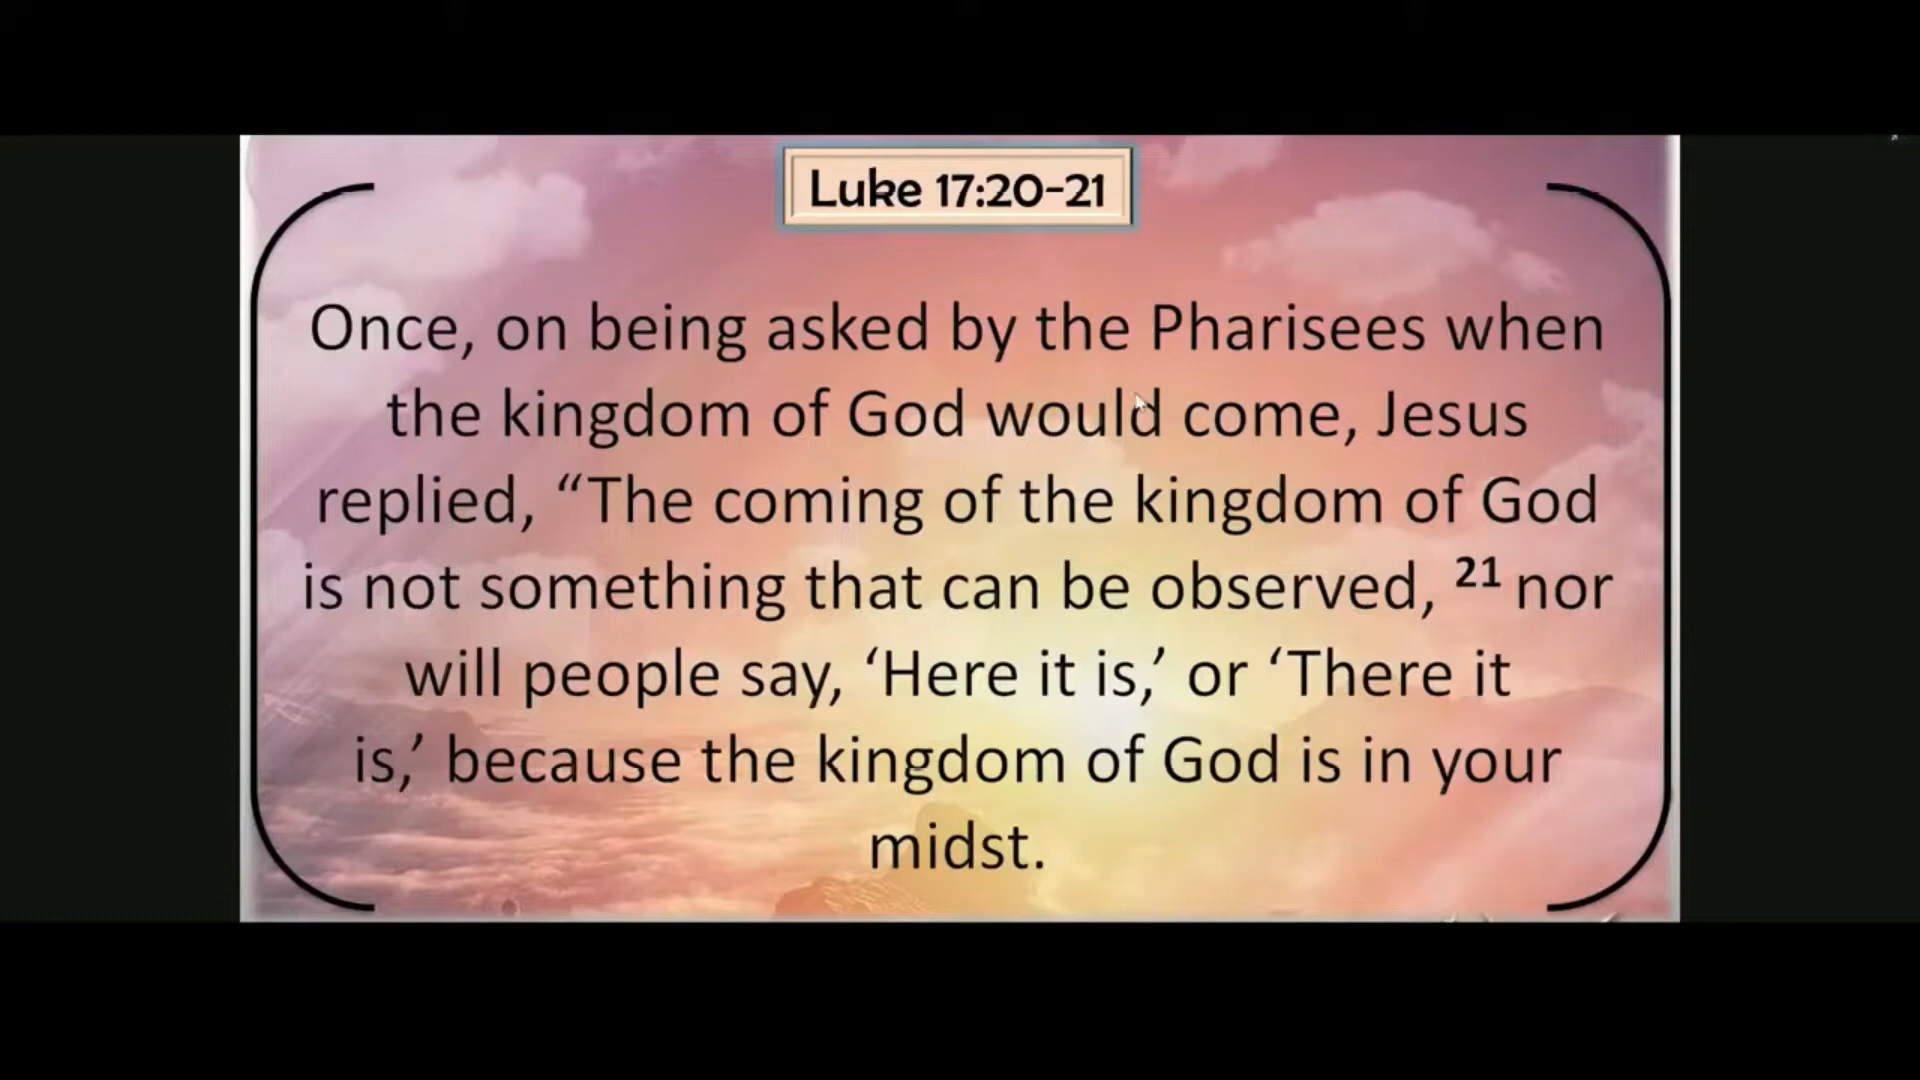 Luke 17:20-21
Once, on being asked by the Pharisees when
the kingdom of God would come, Jesus
replied, “The coming of the kingdom of God
is not something that can be observed, ²¹ nor
will people say, ‘Here it is,’ or ‘There it
is,’ because the kingdom of God is in your
midst.